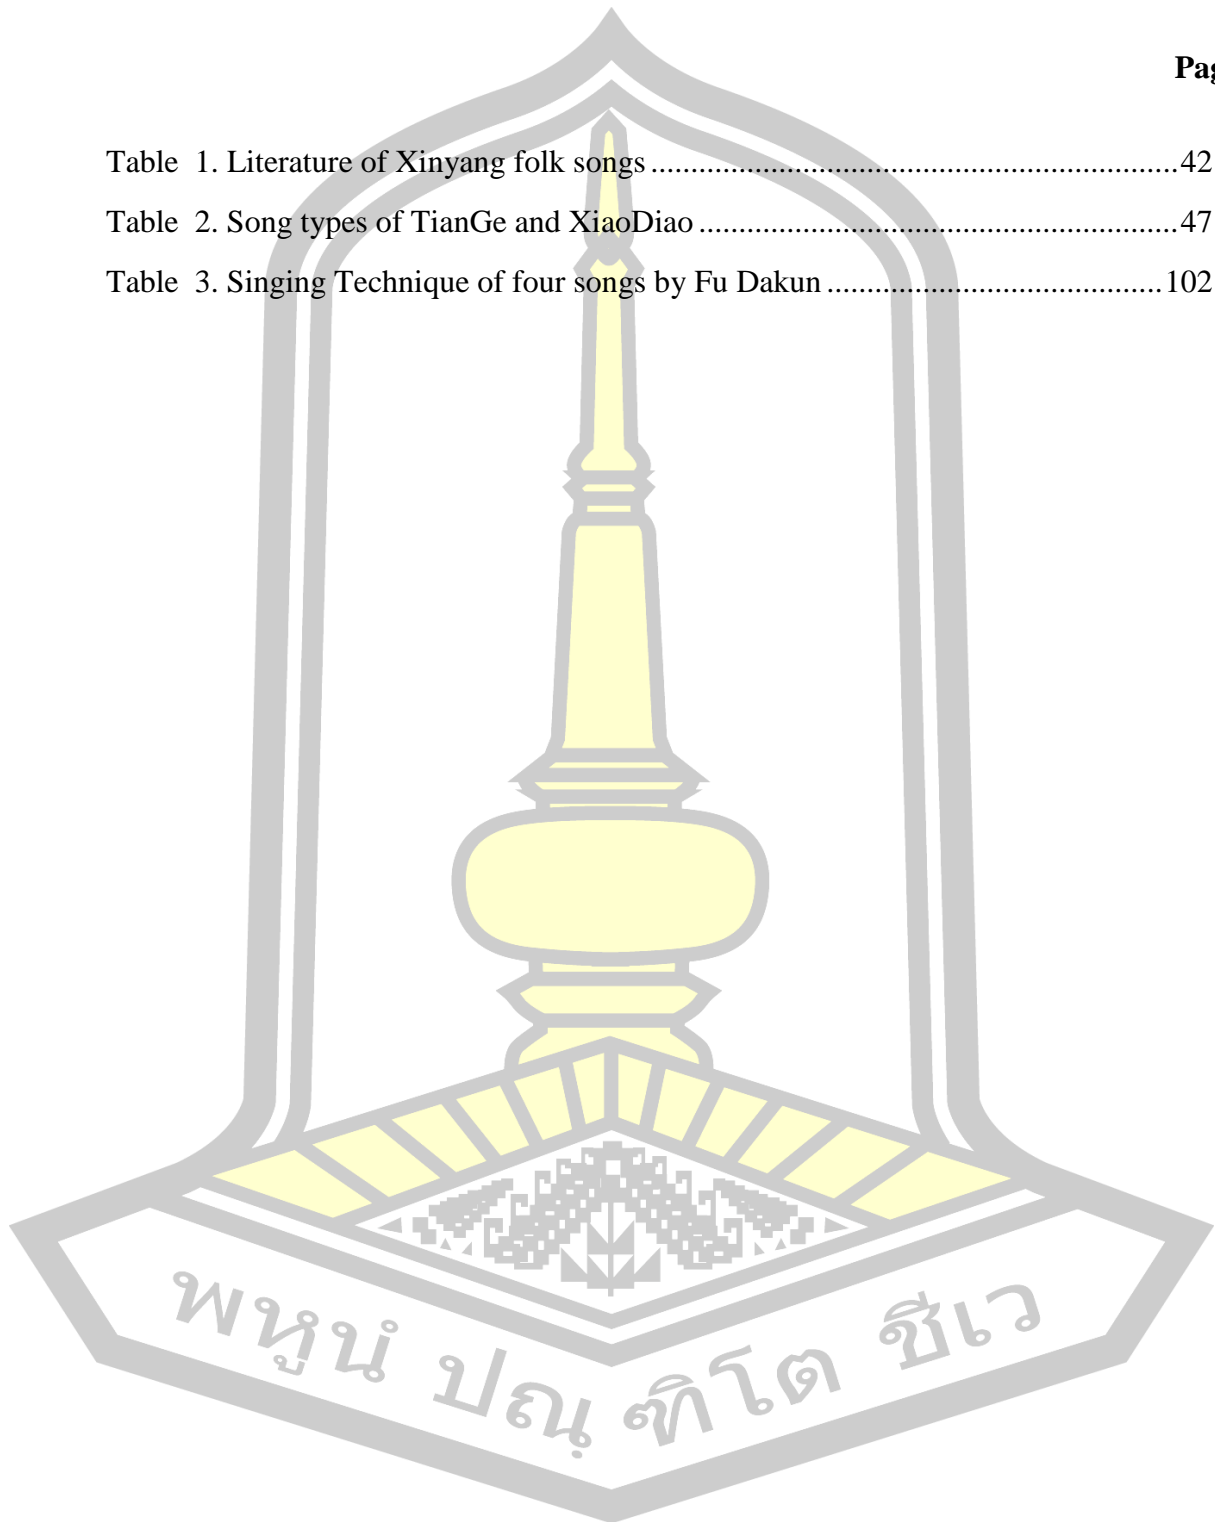 Pag
Table 1. Literature of Xinyang folk songs ................................................................. 42
Table 2. Song types of TianGe and XiaoDiao ........................................................... 47
Table 3. Singing Technique of four songs by Fu Dakun ......................................... 102
พหูนํ ปณฺฑิโต ชีเว